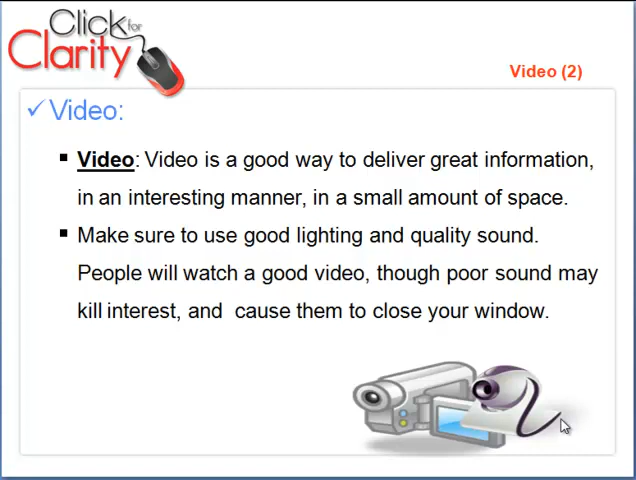 Click for
Clarity
Video (2)
✓ Video:
▪ Video: Video is a good way to deliver great information,
in an interesting manner, in a small amount of space.
▪ Make sure to use good lighting and quality sound.
People will watch a good video, though poor sound may
kill interest, and cause them to close your window.